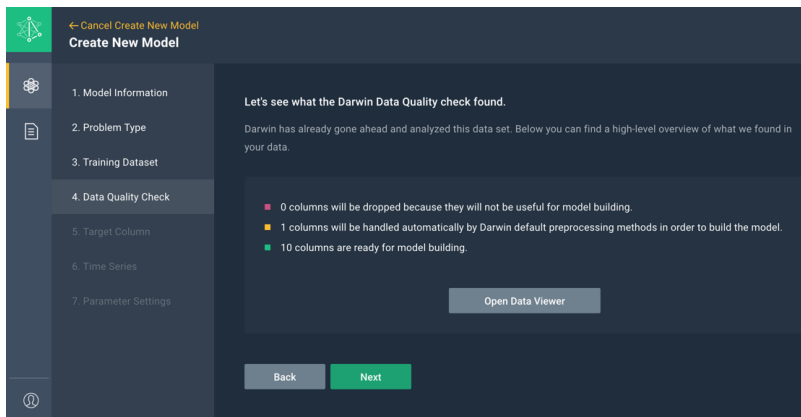 ← Cancel Create New Model
Create New Model
1. Model Information
2. Problem Type
3. Training Dataset
4. Data Quality Check
5. Target Column
6. Time Series
7. Parameter Settings
Let's see what the Darwin Data Quality check found.
Darwin has already gone ahead and analyzed this data set. Below you can find a high-level overview of what we found in
your data.
0 columns will be dropped because they will not be useful for model building.
1 columns will be handled automatically by Darwin default preprocessing methods in order to build the model.
10 columns are ready for model building.
Open Data Viewer
Back
Next